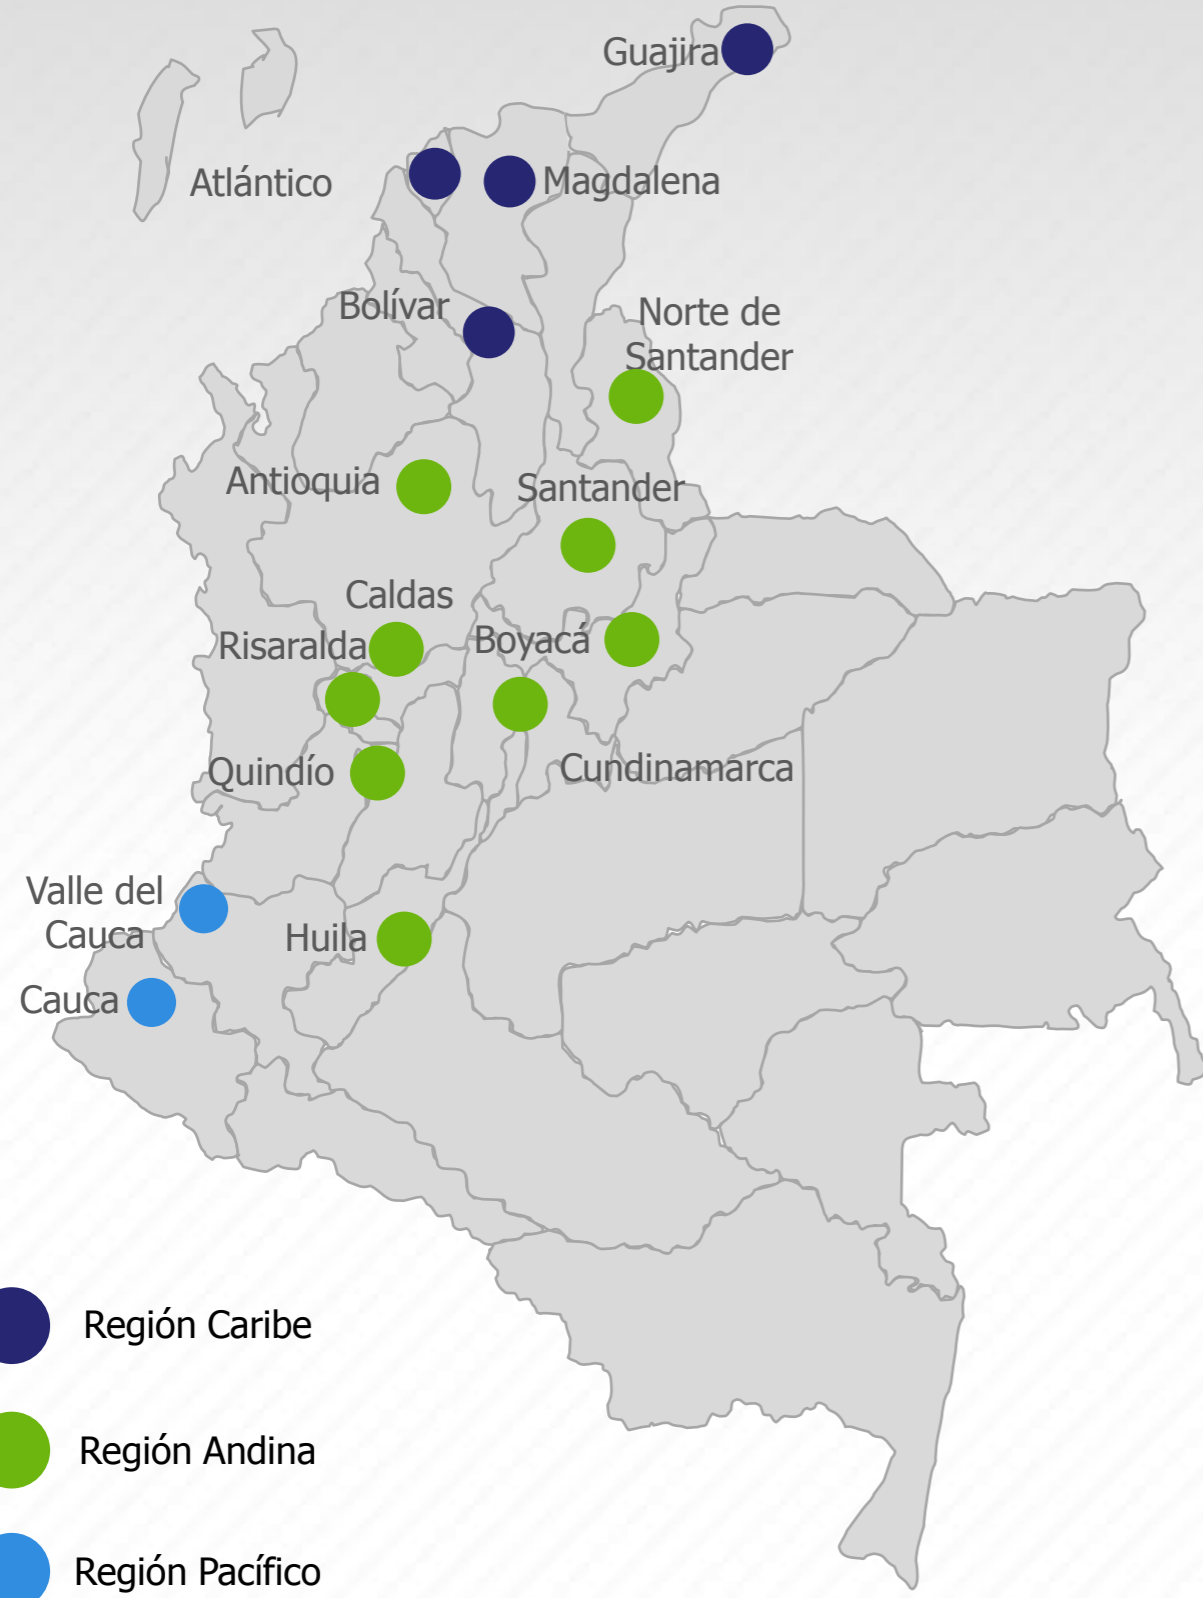 Guajira
Atlántico
Magdalena
Bolívar
Norte de
Santander
Antioquia
Santander
Caldas
Risaralda
Boyacá
Quindío
Cundinamarca
Valle del
Cauca
Huila
Cauca
Región Caribe
Región Andina
Región Pacífico